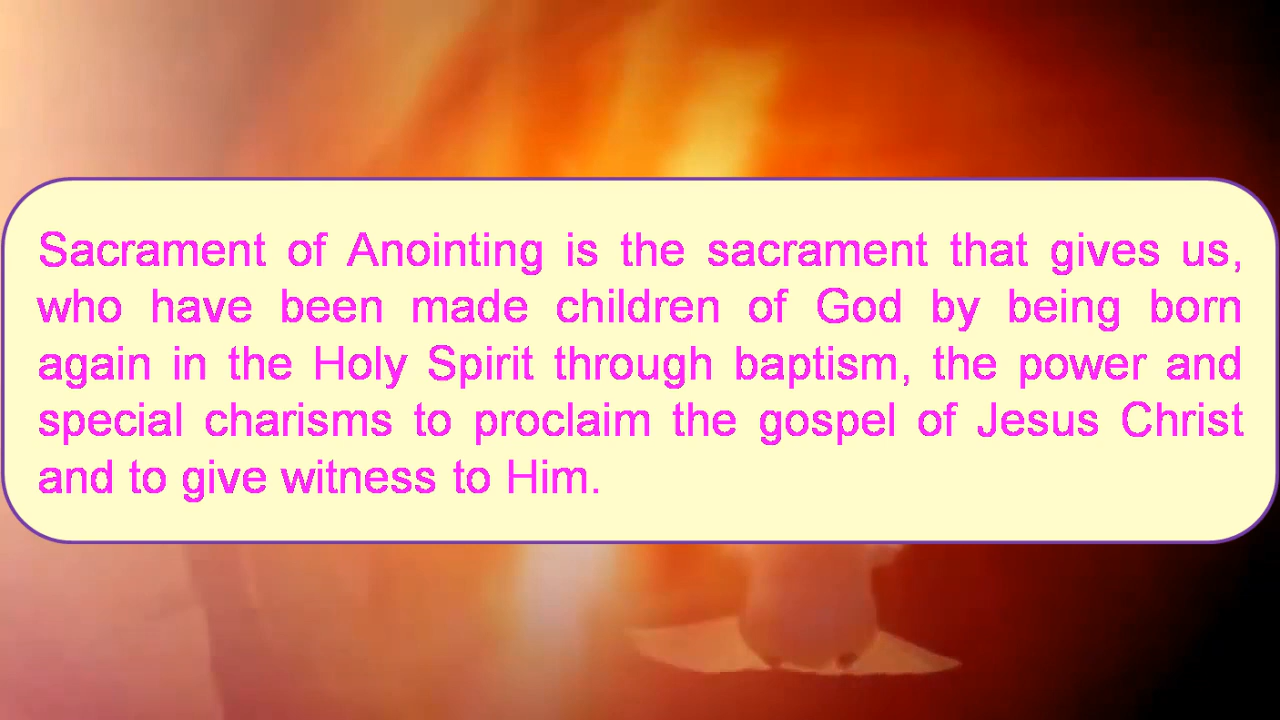 Sacrament of Anointing is the sacrament that gives us,
who have been made children of God by being born
again in the Holy Spirit through baptism, the power and
special charisms to proclaim the gospel of Jesus Christ
and to give witness to Him.